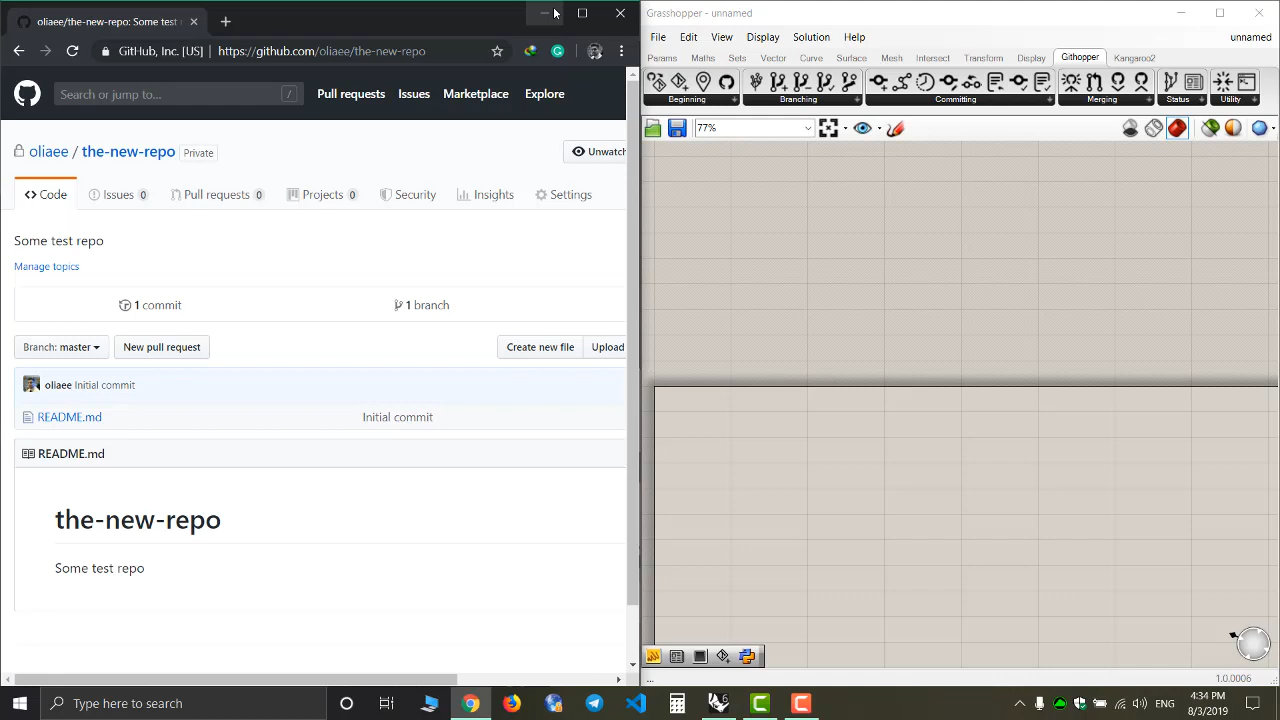 oliaee/the-new-repo: Some test
GitHub, Inc. [US] https://github.com/oliaee/the-new-repo
Search or jump to... /
Pull requests Issues Marketplace Explore
oliaee / the-new-repo Private
Unwatch
Code Issues 0 Pull requests 0 Projects 0 Security Insights Settings
Some test repo
Manage topics
1 commit 1 branch
Branch: master New pull request Create new file Upload
oliaee Initial commit
README.md Initial commit
README.md
the-new-repo
Some test repo
Grasshopper - unnamed
File Edit View Display Solution Help unnamed
Params Maths Sets Vector Curve Surface Mesh Intersect Transform Display Githopper Kangaroo2
Beginning Branching Committing Merging Status Utility
77%
...
1.0.0006
Type here to search
ENG
4:34 PM
8/3/2019